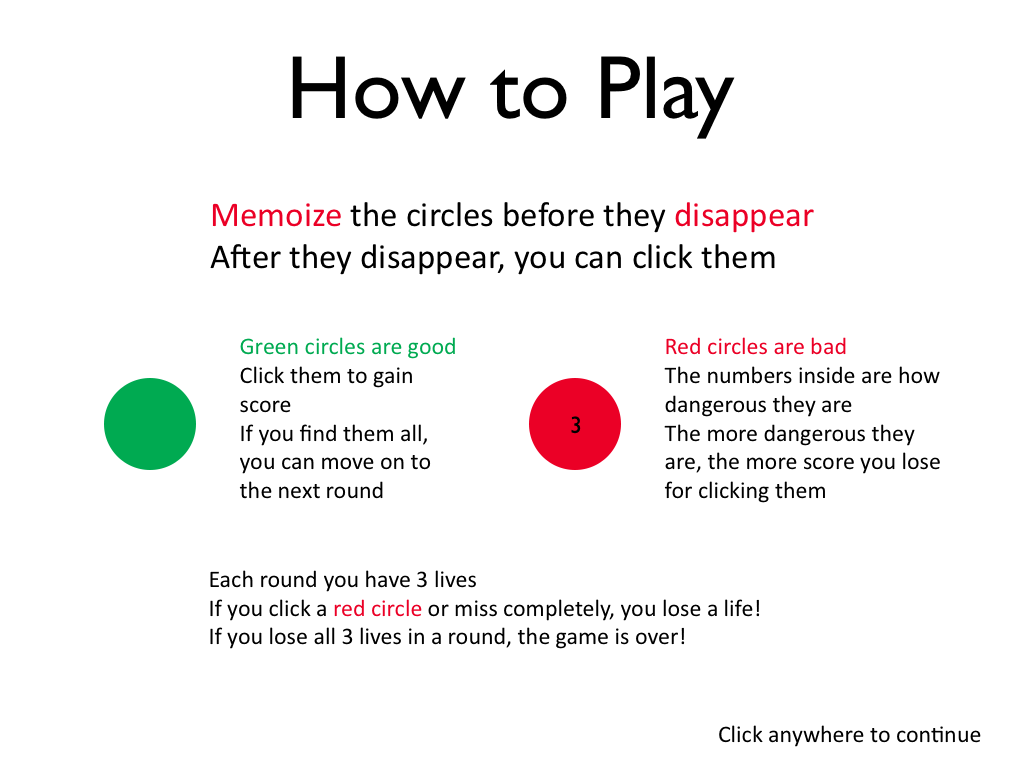 How to Play
Memoize the circles before they disappear
After they disappear, you can click them
Green circles are good
Click them to gain
score
If you find them all,
you can move on to
the next round
3
Red circles are bad
The numbers inside are how
dangerous they are
The more dangerous they
are, the more score you lose
for clicking them
Each round you have 3 lives
If you click a red circle or miss completely, you lose a life!
If you lose all 3 lives in a round, the game is over!
Click anywhere to continue